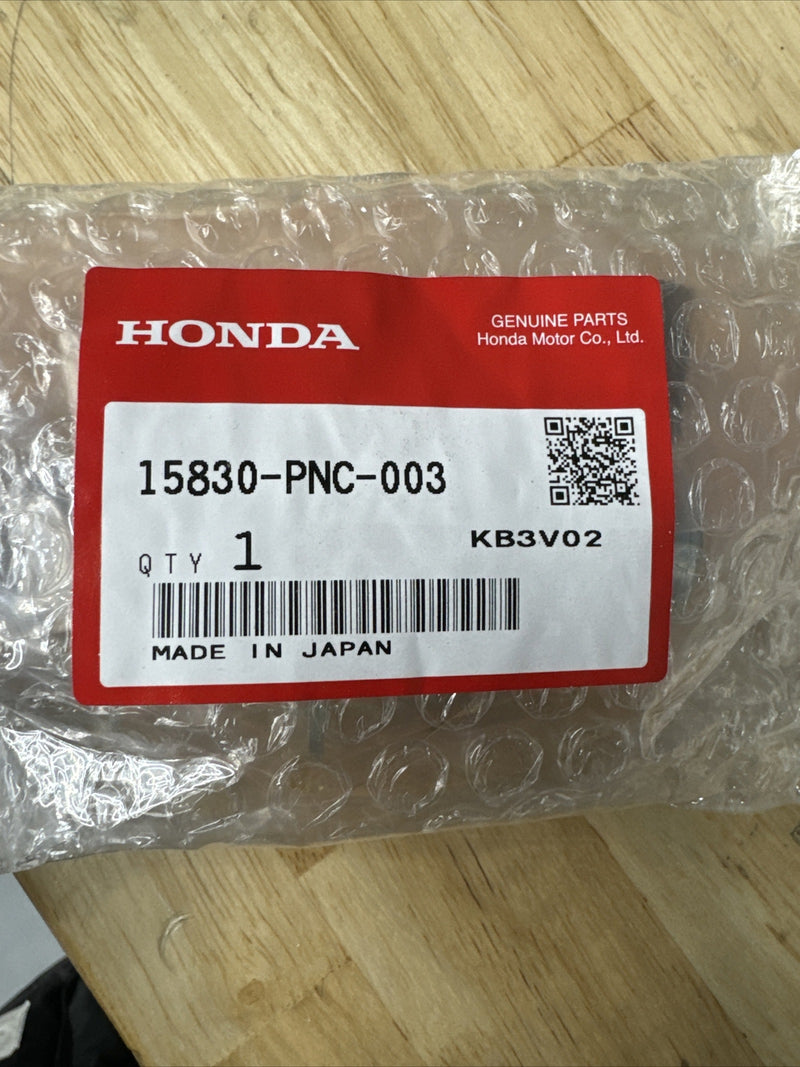 HONDA
GENUINE PARTS
Honda Motor Co., Ltd.
15830-PNC-003
KB3V02
QTY 1
MADE IN JAPAN